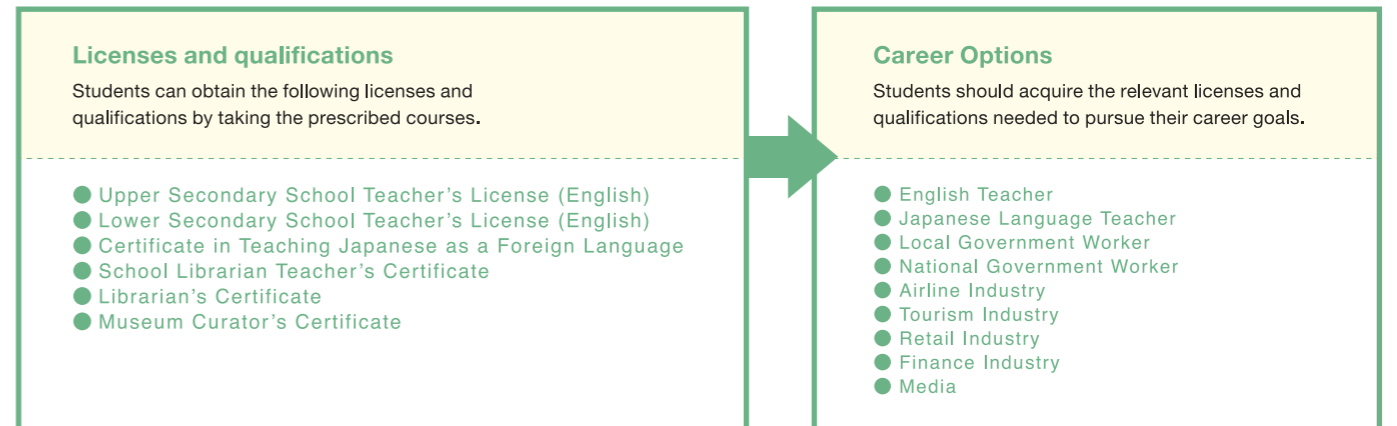 Licenses and qualifications
Students can obtain the following licenses and
qualifications by taking the prescribed courses.
● Upper Secondary School Teacher's License (English)
● Lower Secondary School Teacher's License (English)
● Certificate in Teaching Japanese as a Foreign Language
● School Librarian Teacher's Certificate
● Librarian's Certificate
● Museum Curator's Certificate
Career Options
Students should acquire the relevant licenses and
qualifications needed to pursue their career goals.
● English Teacher
● Japanese Language Teacher
● Local Government Worker
● National Government Worker
● Airline Industry
● Tourism Industry
● Retail Industry
● Finance Industry
● Media